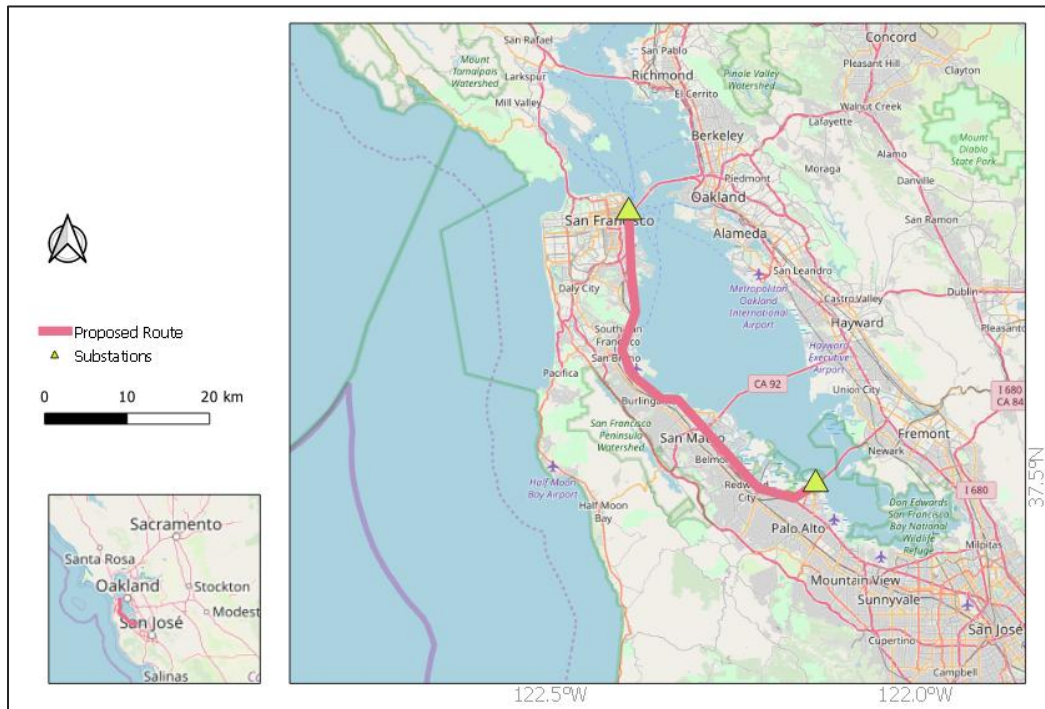 San Rafael
Mount
Tamalpais
Watershed
Larkspur
Mill Valley
San Pablo
Richmond
El Cerrito
Pinole Valley
Watershed
Concord
Pleasant Hill
Clayton
Walnut Creek
Lafayette
Berkeley
Mount
Diablo
State Park
Alamo
Moraga
Danville
Piedmont
Oakland
San Francisco
San Ramon
Alameda
San Leandro
Daly City
Metropolitan
Oakland
International
Airport
Castro Valley
Dublin
Hayward
Pleasanton
South San
Francisco
San Bruno
Hayward
Executive
Airport
Pacifica
CA 92
Union City
I 680
CA 84
Burlingame
San Francisco
Peninsula
Watershed
San Mateo
Fremont
Belmont
Newark
Half Moon
Bay Airport
Redwood
City
I 680
Half Moon
Bay
Don Edwards
San Francisco
Bay National
Wildlife
Refuge
Palo Alto
Milpitas
Mountain View
Sunnyvale
San José
Cupertino
Campbell
Proposed Route
Substations
0 10 20 km
Sacramento
Santa Rosa
Oakland
Stockton
Modest
San José
Salinas
37.5°N
122.5°W
122.0°W